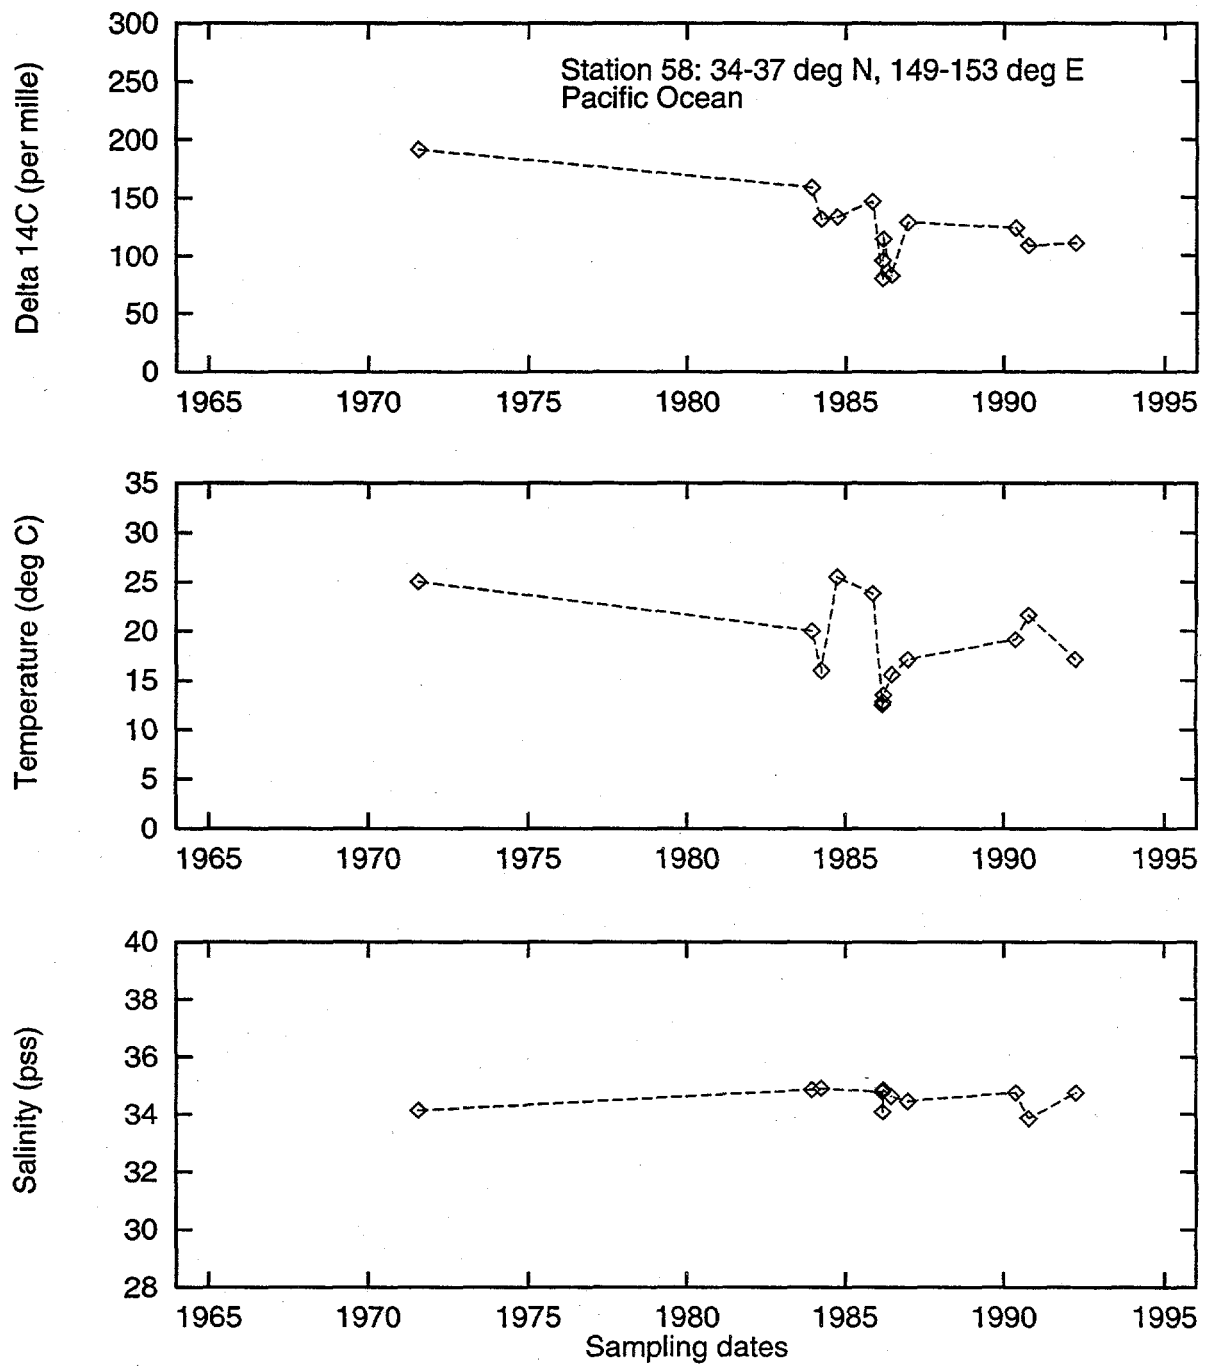 300
250
200
150
100
50
0
Delta 14C (per mille)
Station 58: 34-37 deg N, 149-153 deg E
Pacific Ocean
1965 1970 1975 1980 1985 1990 1995
35
30
25
20
15
10
5
0
Temperature (deg C)
1965 1970 1975 1980 1985 1990 1995
40
38
36
34
32
30
28
Salinity (pss)
1965 1970 1975 1980 1985 1990 1995
Sampling dates